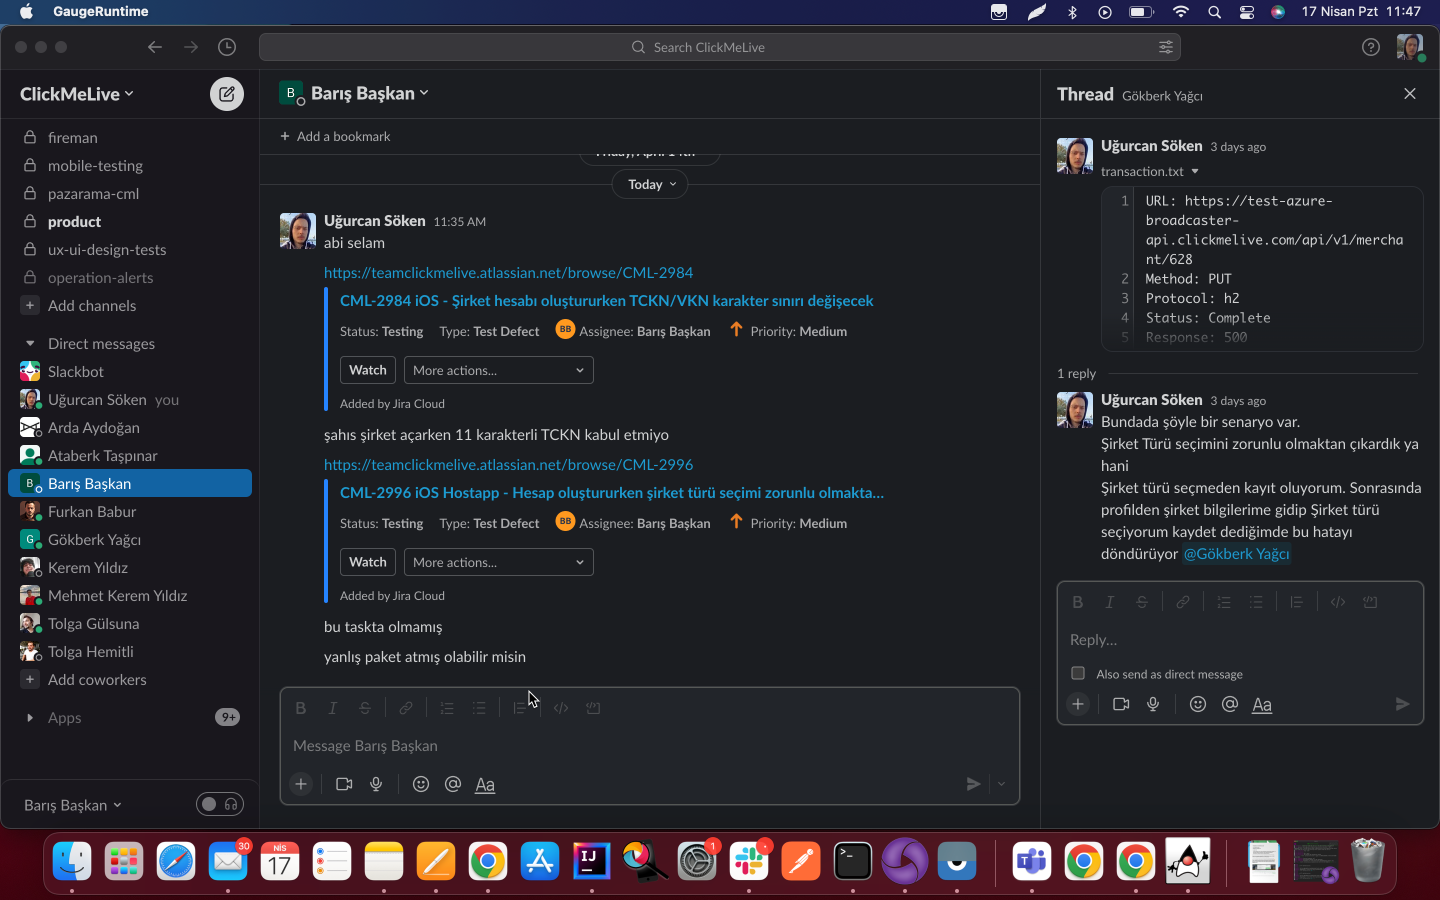 GaugeRuntime
17 Nisan Pzt 11:47
Search ClickMeLive
ClickMeLive
fireman
mobile-testing
pazarama-cml
product
ux-ui-design-tests
operation-alerts
+ Add channels
Direct messages
Slackbot
Uğurcan Söken you
Arda Aydoğan
Ataberk Taşpınar
B Barış Başkan
Furkan Babur
G Gökberk Yağcı
Kerem Yıldız
Mehmet Kerem Yıldız
Tolga Gülsuna
Tolga Hemitli
+ Add coworkers
Apps 9+
Barış Başkan
B Barış Başkan
+ Add a bookmark
Today
Uğurcan Söken 11:35 AM
abi selam
https://teamclickmelive.atlassian.net/browse/CML-2984
CML-2984 iOS - Şirket hesabı oluştururken TCKN/VKN karakter sınırı değişecek
Status: Testing Type: Test Defect BB Assignee: Barış Başkan Priority: Medium
Watch More actions...
Added by Jira Cloud
şahıs şirket açarken 11 karakterli TCKN kabul etmiyo
https://teamclickmelive.atlassian.net/browse/CML-2996
CML-2996 iOS Hostapp - Hesap oluştururken şirket türü seçimi zorunlu olmakta...
Status: Testing Type: Test Defect BB Assignee: Barış Başkan Priority: Medium
Watch More actions...
Added by Jira Cloud
bu taskta olmamış
yanlış paket atmış olabilir misin
B I S
Message Barış Başkan
+ @ Aa
Thread Gökberk Yağcı
Uğurcan Söken 3 days ago
transaction.txt
1 URL: https://test-azure-
broadcaster-
api.clickmelive.com/api/v1/mercha
nt/628
2 Method: PUT
3 Protocol: h2
4 Status: Complete
5 Response: 500
1 reply
Uğurcan Söken 3 days ago
Bundada şöyle bir senaryo var.
Şirket Türü seçimini zorunlu olmaktan çıkardık ya
hani
Şirket türü seçmeden kayıt oluyorum. Sonrasında
profilden şirket bilgilerime gidip Şirket türü
seçiyorum kaydet dediğimde bu hatayı
döndürüyor @Gökberk Yağcı
B I S
Reply...
Also send as direct message
+ @ Aa
30
NİS
17
IJ
1